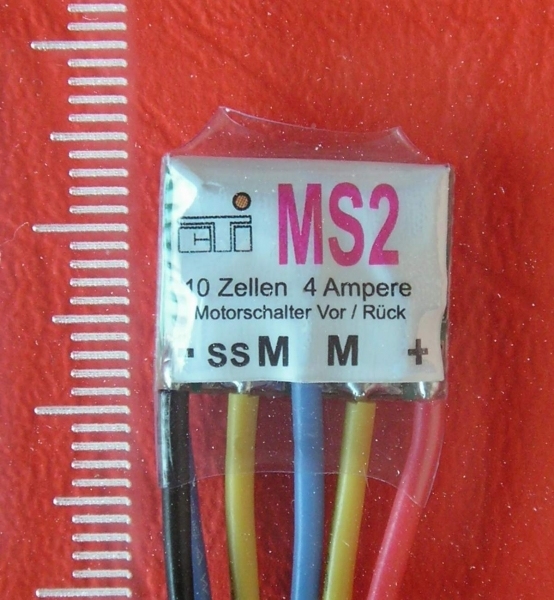 CTi MS2
10 Zellen 4 Ampere
Motorschalter Vor / Rück
- SS M M +